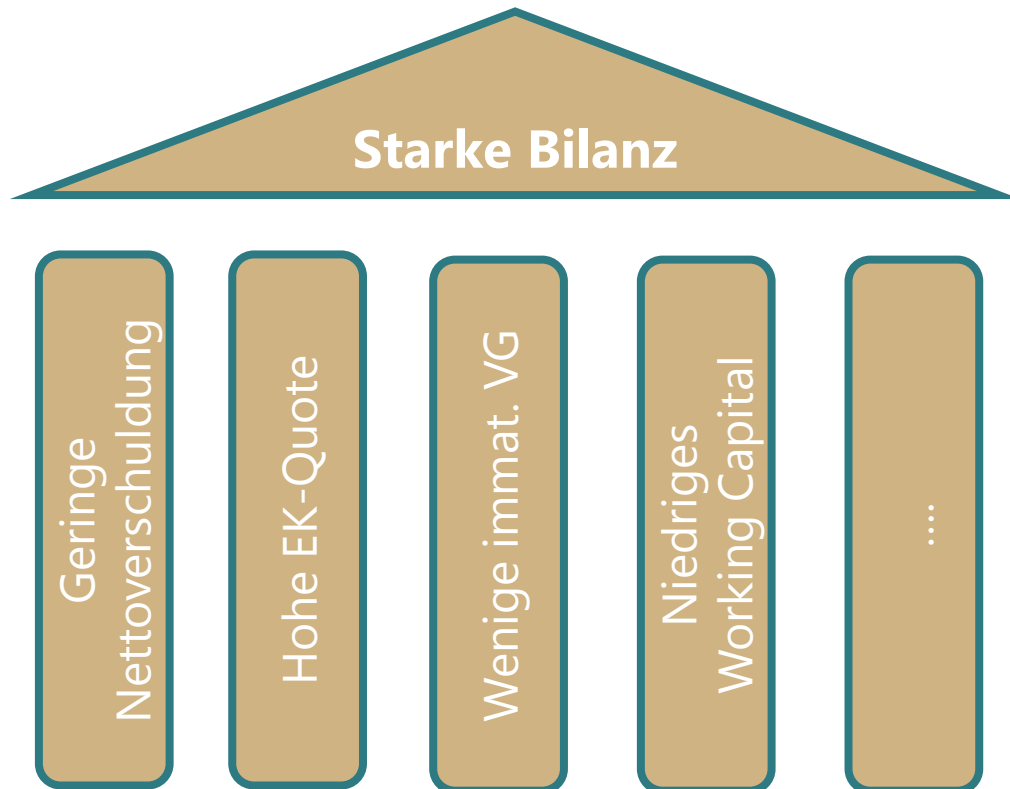 Starke Bilanz
Geringe
Nettoverschuldung
Hohe EK-Quote
Wenige immat. VG
Niedriges
Working Capital
....